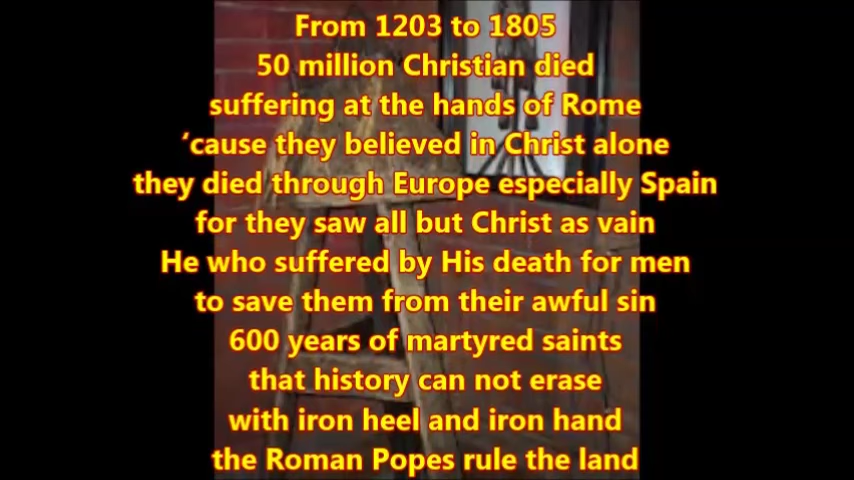 From 1203 to 1805
50 million Christian died
suffering at the hands of Rome
‘cause they believed in Christ alone
they died through Europe especially Spain
for they saw all but Christ as vain
He who suffered by His death for men
to save them from their awful sin
600 years of martyred saints
that history can not erase
with iron heel and iron hand
the Roman Popes rule the land